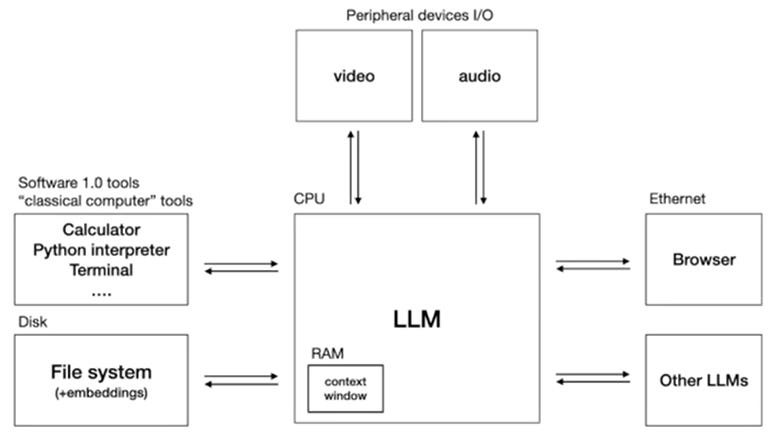 Peripheral devices I/O
video
audio
Software 1.0 tools
“classical computer” tools
CPU
Ethernet
Calculator
Python interpreter
Terminal
....
Browser
LLM
Disk
File system
(+embeddings)
RAM
context
window
Other LLMs